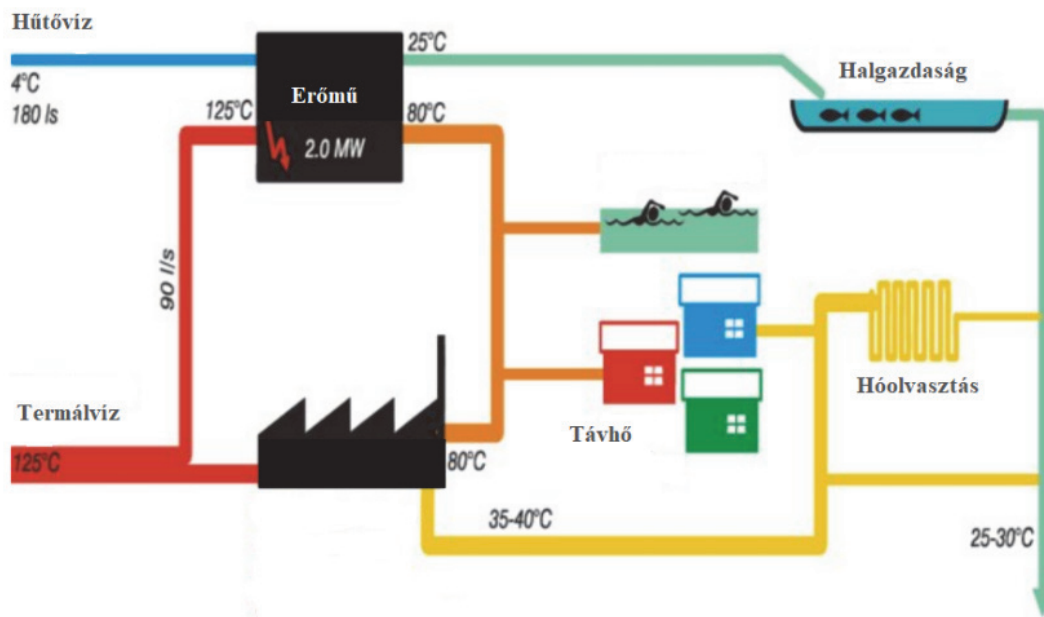 Hűtővíz
4°C
180 ls
125°C
Erőmű
2.0 MW
25°C
80°C
Halgazdaság
90 l/s
Termálvíz
125°C
80°C
Távhő
Hóolvasztás
35-40°C
25-30°C